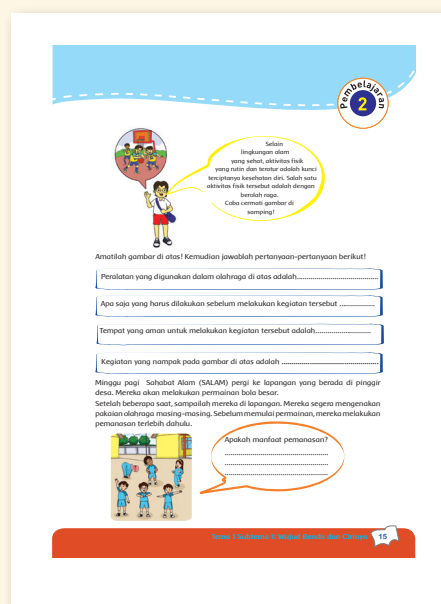 Pembelajaran
2
Selain
lingkungan alam
yang sehat, aktivitas fisik
yang rutin dan teratur adalah kunci
terciptanya kesehatan diri. Salah satu
aktivitas fisik tersebut adalah dengan
berolah raga.
Coba cermati gambar di
samping!
Amatilah gambar di atas! Kemudian jawablah pertanyaan-pertanyaan berikut!
Peralatan yang digunakan dalam olahraga di atas adalah
Apa saja yang harus dilakukan sebelum melakukan kegiatan tersebut
Tempat yang aman untuk melakukan kegiatan tersebut adalah
Kegiatan yang nampak pada gambar di atas adalah
Minggu pagi Sahabat Alam (SALAM) pergi ke lapangan yang berada di pinggir
desa. Mereka akan melakukan permainan bola besar.
Setelah beberapa saat, sampailah mereka di lapangan. Mereka segera mengenakan
pakaian olahraga masing-masing. Sebelum memulai permainan, mereka melakukan
pemanasan terlebih dahulu.
Apakah manfaat pemanasan?
Tema 1 Subtema 3. Wujud Benda dan Cirinya
15